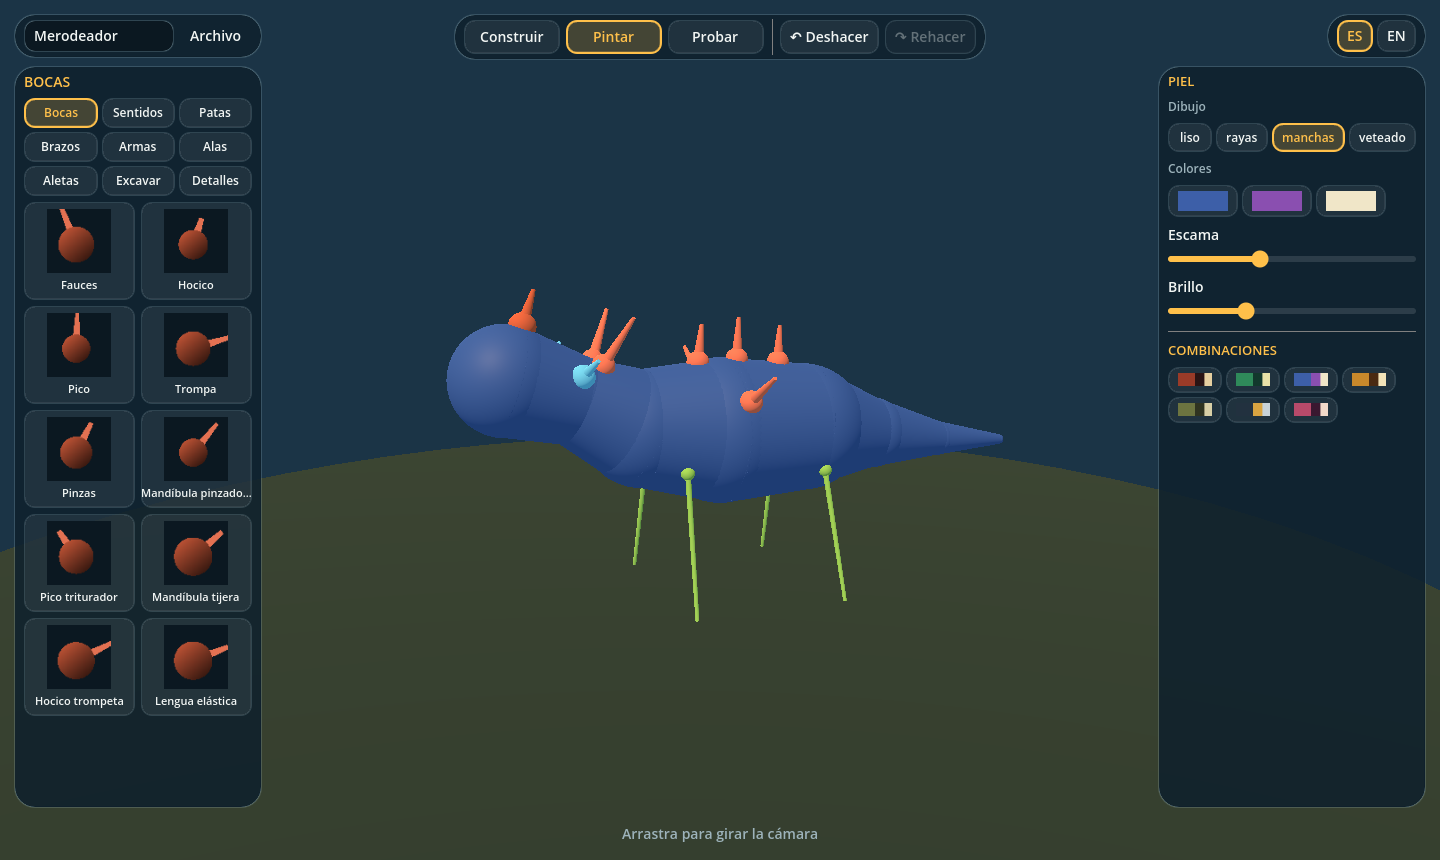 Merodeador Archivo
Construir Pintar Probar ↶ Deshacer ↷ Rehacer
ES EN
BOCAS
Bocas Sentidos Patas
Brazos Armas Alas
Aletas Excavar Detalles
Fauces Hocico
Pico Trompa
Pinzas Mandíbula pinzado...
Pico triturador Mandíbula tijera
Hocico trompeta Lengua elástica
PIEL
Dibujo
liso rayas manchas veteado
Colores
Escama
Brillo
COMBINACIONES
Arrastra para girar la cámara